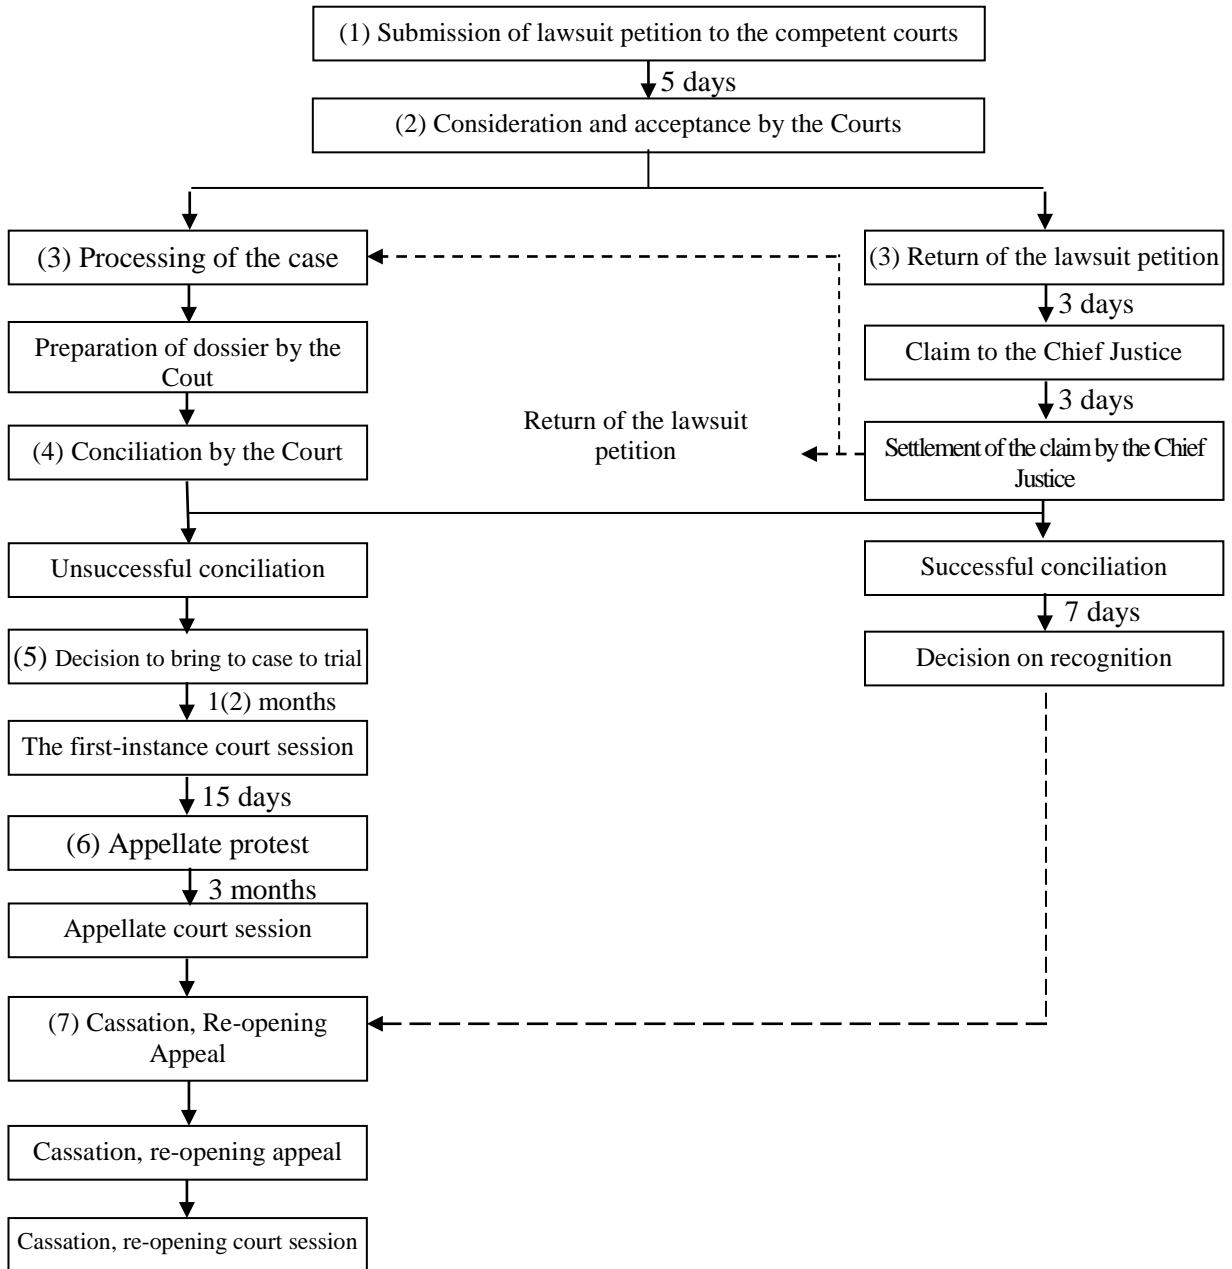 (1) Submission of lawsuit petition to the competent courts
5 days
(2) Consideration and acceptance by the Courts
(3) Processing of the case
(3) Return of the lawsuit petition
3 days
Preparation of dossier by the
Cout
Claim to the Chief Justice
3 days
(4) Conciliation by the Court
Return of the lawsuit
petition
Settlement of the claim by the Chief
Justice
Unsuccessful conciliation
Successful conciliation
7 days
(5) Decision to bring to case to trial
Decision on recognition
1(2) months
The first-instance court session
15 days
(6) Appellate protest
3 months
Appellate court session
(7) Cassation, Re-opening
Appeal
Cassation, re-opening appeal
Cassation, re-opening court session